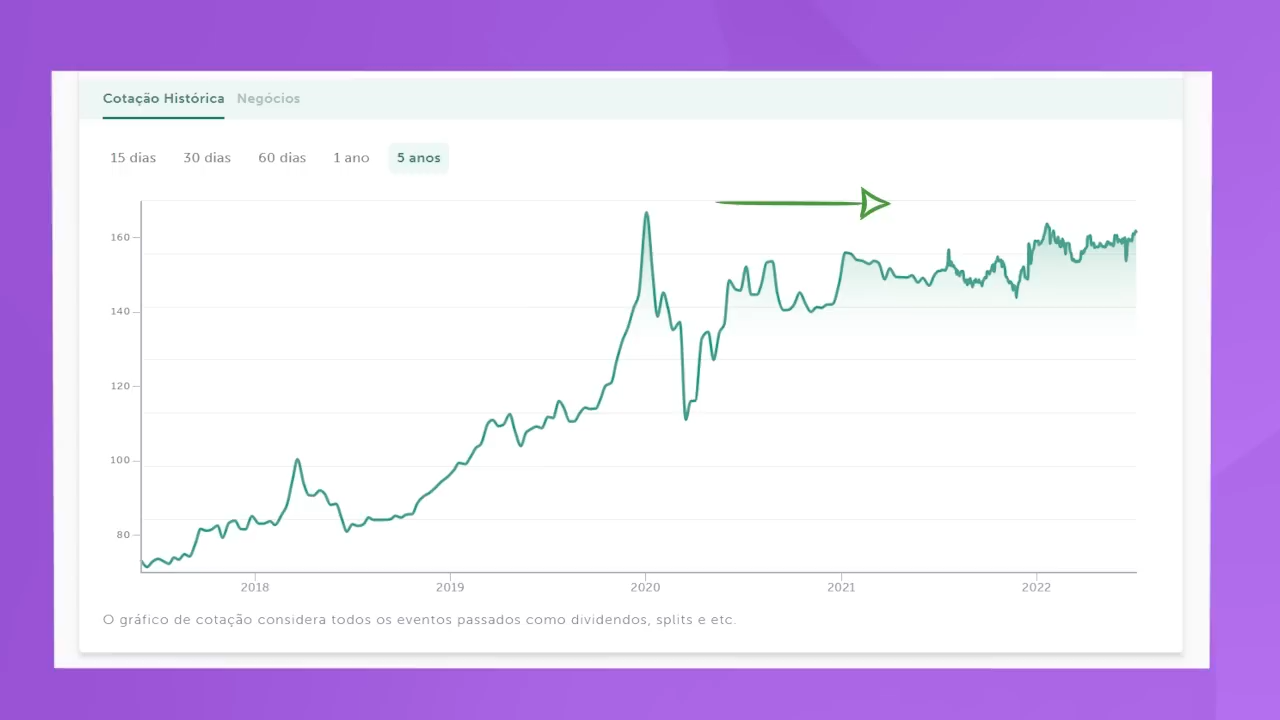 Cotação Histórica Negócios
15 dias 30 dias 60 dias 1 ano 5 anos
160
140
120
100
80
2018 2019 2020 2021 2022
O gráfico de cotação considera todos os eventos passados como dividendos, splits e etc.